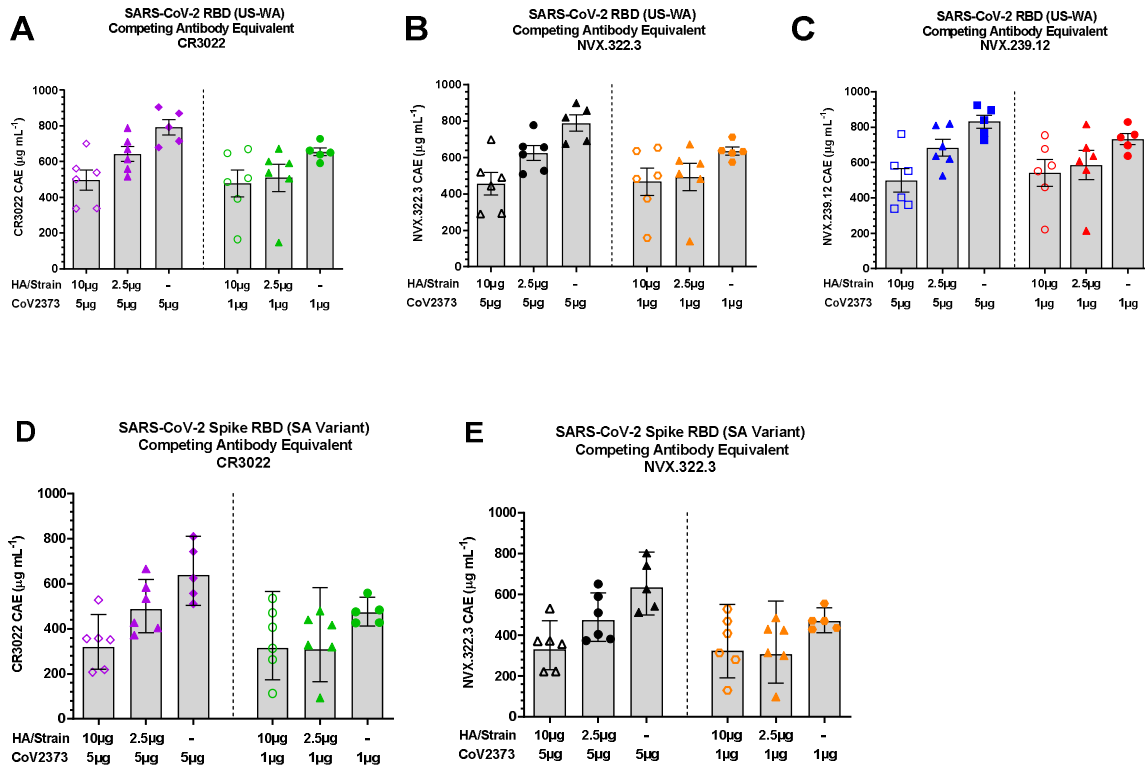 A
SARS-CoV-2 RBD (US-WA)
Competing Antibody Equivalent
CR3022
CR3022 CAE (µg mL-1)
1000
800
600
400
200
0
HA/Strain 10µg 2.5µg - 10µg 2.5µg -
CoV2373 5µg 5µg 5µg 1µg 1µg 1µg
B
SARS-CoV-2 RBD (US-WA)
Competing Antibody Equivalent
NVX.322.3
NVX.322.3 CAE (µg mL-1)
1000
800
600
400
200
0
10µg 2.5µg - 10µg 2.5µg -
5µg 5µg 5µg 1µg 1µg 1µg
C
SARS-CoV-2 RBD (US-WA)
Competing Antibody Equivalent
NVX.239.12
NVX.239.12 CAE (µg mL-1)
1000
800
600
400
200
0
HA/Strain 10µg 2.5µg - 10µg 2.5µg -
CoV2373 5µg 5µg 5µg 1µg 1µg 1µg
D
SARS-CoV-2 Spike RBD (SA Variant)
Competing Antibody Equivalent
CR3022
CR3022 CAE (µg mL-1)
1000
800
600
400
200
0
HA/Strain 10µg 2.5µg - 10µg 2.5µg -
CoV2373 5µg 5µg 5µg 1µg 1µg 1µg
E
SARS-CoV-2 Spike RBD (SA Variant)
Competing Antibody Equivalent
NVX.322.3
NVX.322.3 CAE (µg mL-1)
1000
800
600
400
200
0
HA/Strain 10µg 2.5µg - 10µg 2.5µg -
CoV2373 5µg 5µg 5µg 1µg 1µg 1µg